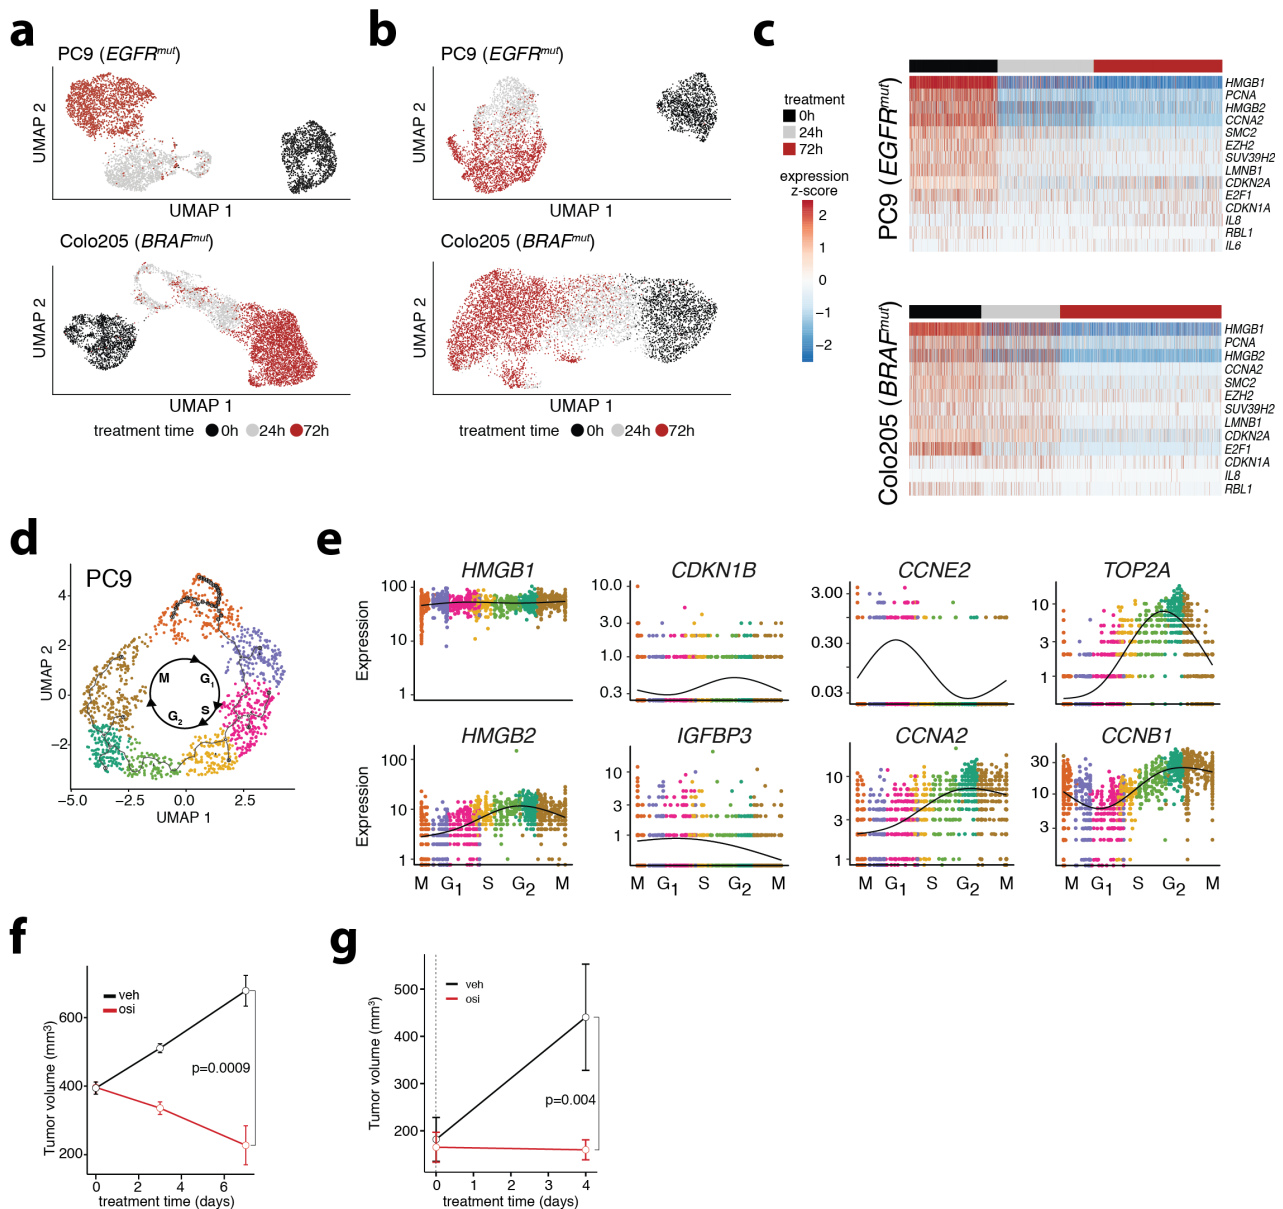 a
PC9 (EGFRmut)
UMAP 2
UMAP 1
Colo205 (BRAFmut)
UMAP 2
UMAP 1
treatment time 0h 24h 72h
b
PC9 (EGFRmut)
UMAP 2
UMAP 1
Colo205 (BRAFmut)
UMAP 2
UMAP 1
treatment time 0h 24h 72h
c
treatment
0h
24h
72h
expression
z-score
2
1
0
−1
−2
PC9 (EGFRmut)
HMGB1
PCNA
HMGB2
CCNA2
SMC2
EZH2
SUV39H2
LMNB1
CDKN2A
E2F1
CDKN1A
IL8
RBL1
IL6
Colo205 (BRAFmut)
HMGB1
PCNA
HMGB2
CCNA2
SMC2
EZH2
SUV39H2
LMNB1
CDKN2A
E2F1
CDKN1A
IL8
RBL1
d
PC9
UMAP 2
4
2
0
−2
M
G1
S
G2
−5.0 −2.5 0.0 2.5
UMAP 1
e
HMGB1
Expression
100
10
1
CDKN1B
10.0
3.0
1.0
0.3
CCNE2
3.00
0.30
0.03
TOP2A
10
3
1
HMGB2
Expression
100
10
1
M G1 S G2 M
IGFBP3
10
3
1
M G1 S G2 M
CCNA2
10
3
1
M G1 S G2 M
CCNB1
30
10
3
M G1 S G2 M
f
Tumor volume (mm3)
600
400
200
veh
osi
p=0.0009
0 2 4 6
treatment time (days)
g
Tumor volume (mm3)
500
400
300
200
veh
osi
p=0.004
0 1 2 3 4
treatment time (days)